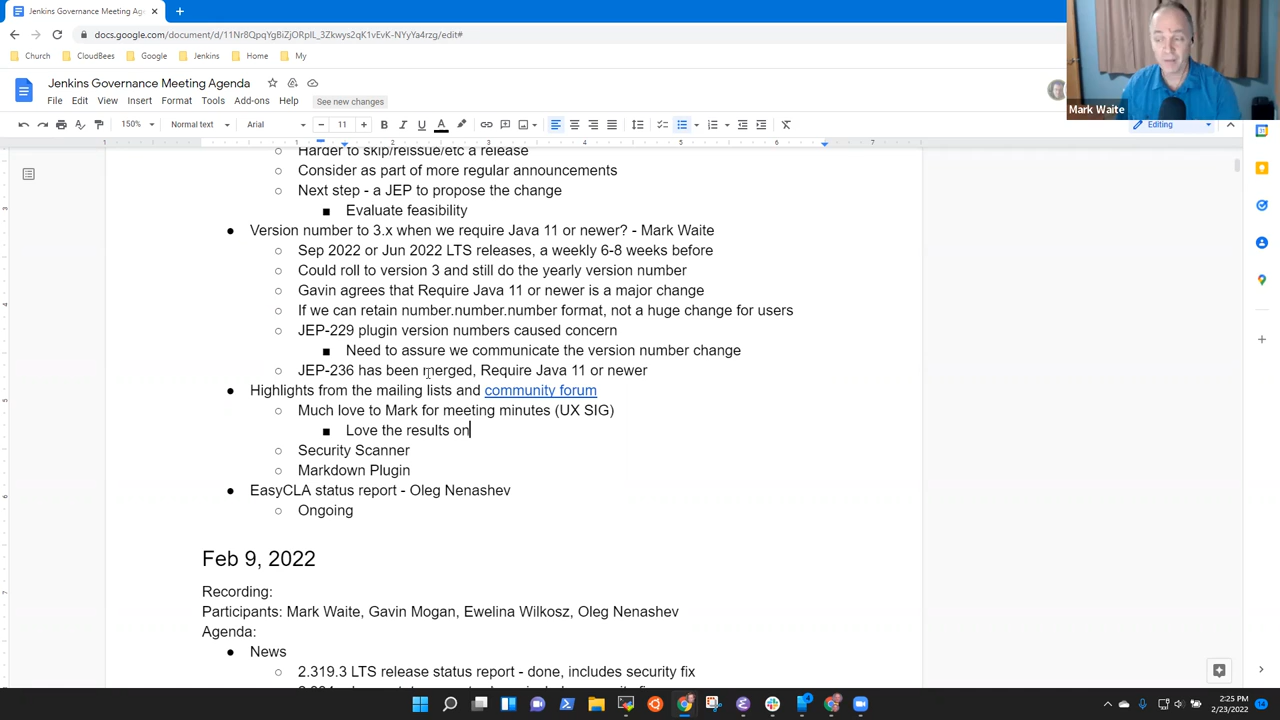 Jenkins Governance Meeting Age
docs.google.com/document/d/11Nr8QpqYgBiZjORplL_3Zkwys2qK1vEvK-NYyYa4rzg/edit#
Church CloudBees Google Jenkins Home My
Jenkins Governance Meeting Agenda
File Edit View Insert Format Tools Add-ons Help See new changes
150% Normal text Arial 11 Editing
Mark Waite
1 1 2 3 4 5 6 7
Harder to skip/reissue/etc a release
Consider as part of more regular announcements
Next step - a JEP to propose the change
Evaluate feasibility
Version number to 3.x when we require Java 11 or newer? - Mark Waite
Sep 2022 or Jun 2022 LTS releases, a weekly 6-8 weeks before
Could roll to version 3 and still do the yearly version number
Gavin agrees that Require Java 11 or newer is a major change
If we can retain number.number.number format, not a huge change for users
JEP-229 plugin version numbers caused concern
Need to assure we communicate the version number change
JEP-236 has been merged, Require Java 11 or newer
Highlights from the mailing lists and community forum
Much love to Mark for meeting minutes (UX SIG)
Love the results on
Security Scanner
Markdown Plugin
EasyCLA status report - Oleg Nenashev
Ongoing
Feb 9, 2022
Recording:
Participants: Mark Waite, Gavin Mogan, Ewelina Wilkosz, Oleg Nenashev
Agenda:
News
2.319.3 LTS release status report - done, includes security fix
2:25 PM
2/23/2022